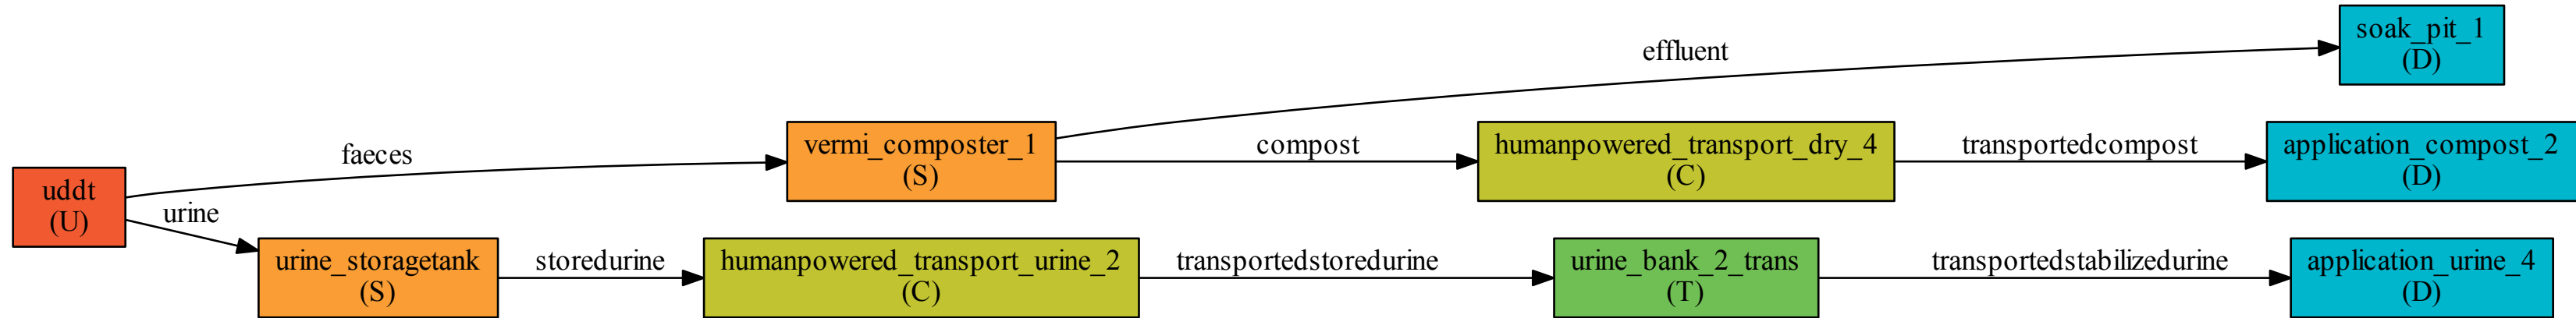 effluent
soak_pit_1
(D)
faeces
vermi_composter_1
(S)
compost
humanpowered_transport_dry_4
(C)
transportedcompost
application_compost_2
(D)
uddt
(U)
urine
urine_storagetank
(S)
storedurine
humanpowered_transport_urine_2
(C)
transportedstoredurine
urine_bank_2_trans
(T)
transportedstabilizedurine
application_urine_4
(D)